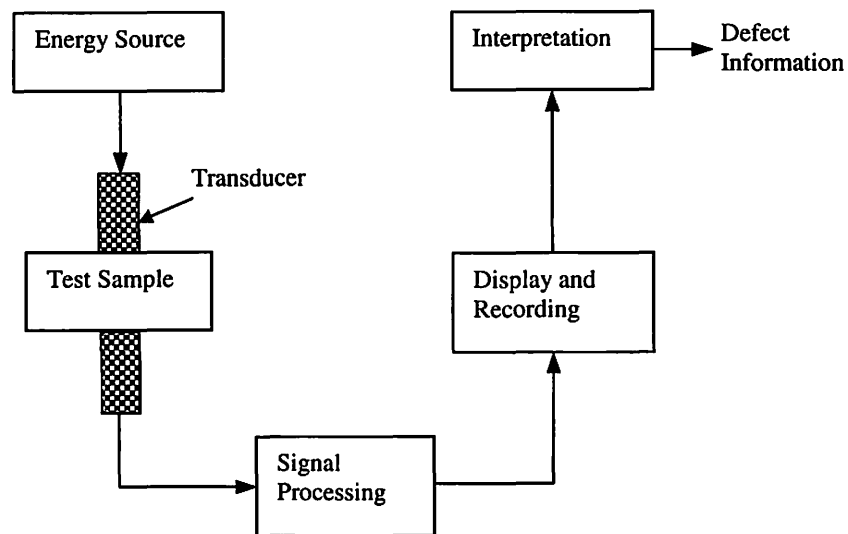 Energy Source
Transducer
Test Sample
Signal
Processing
Display and
Recording
Interpretation
Defect
Information